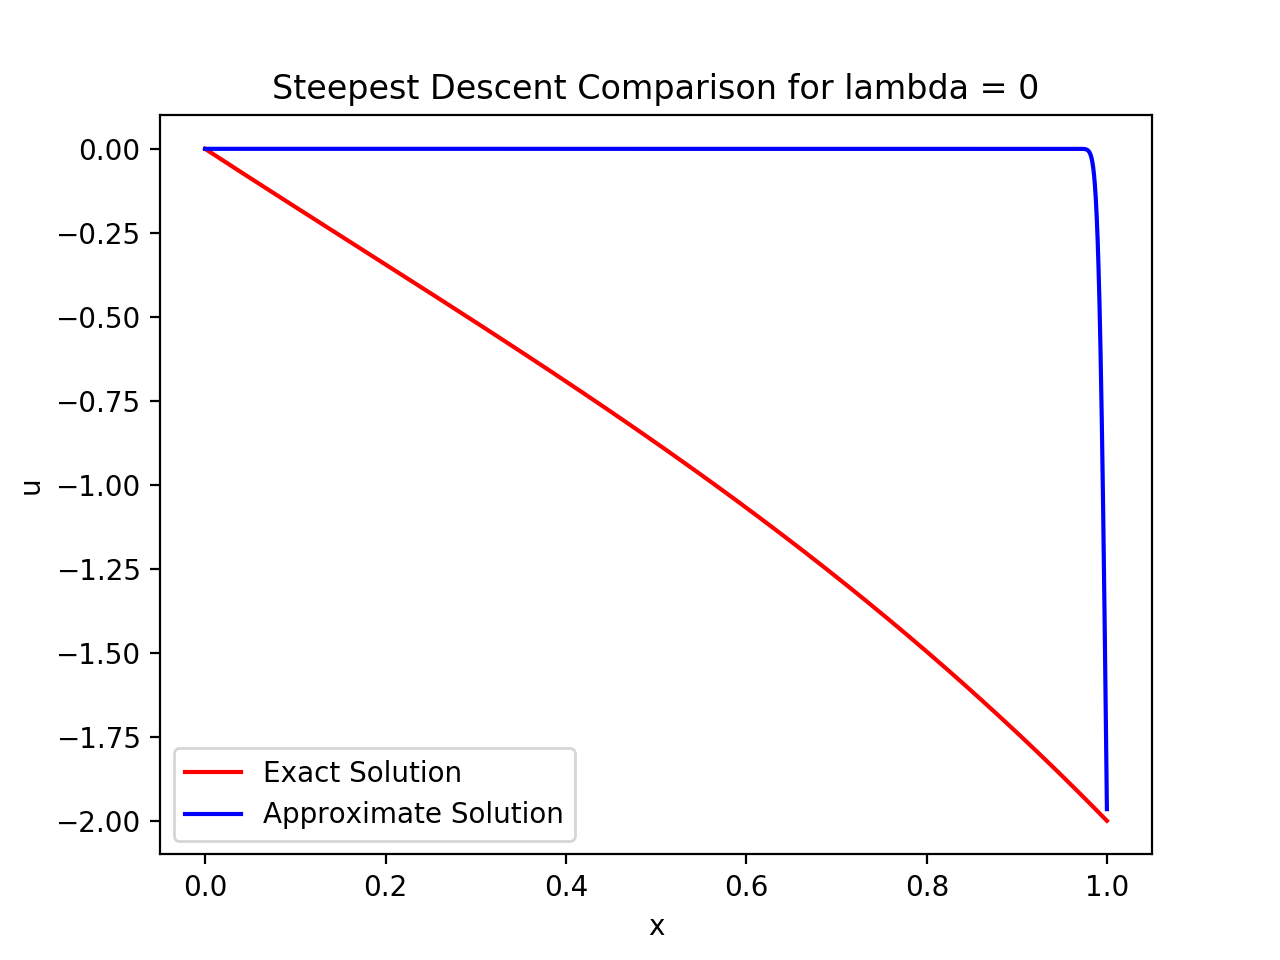 Steepest Descent Comparison for lambda = 0
0.00
−0.25
−0.50
−0.75
−1.00
−1.25
−1.50
−1.75
−2.00
u
Exact Solution
Approximate Solution
0.0 0.2 0.4 0.6 0.8 1.0
x